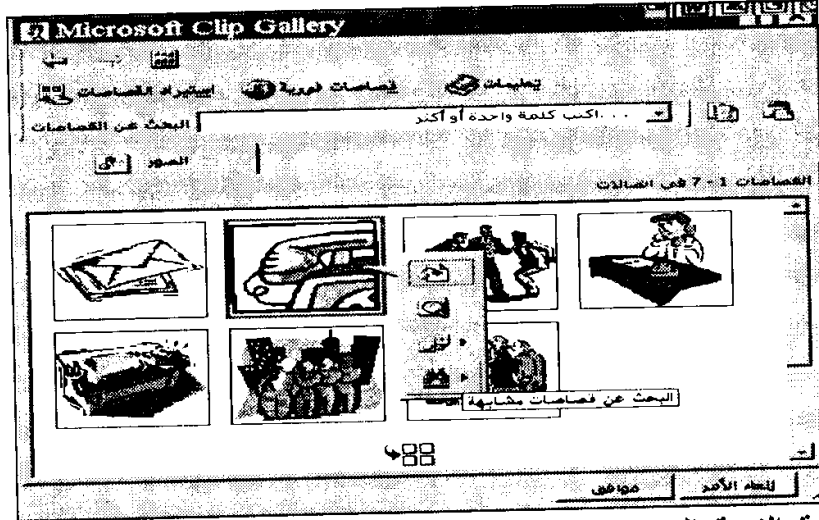 Microsoft Clip Gallery
استيراد القصاصات قصاصات فورية تعليمات
البحث عن القصاصات اكتب كلمة واحدة أو أكثر...
الصور
القصاصات 1 - 7 في الصالات
البحث عن قصاصات مشابهة
موافق إلغاء الأمر